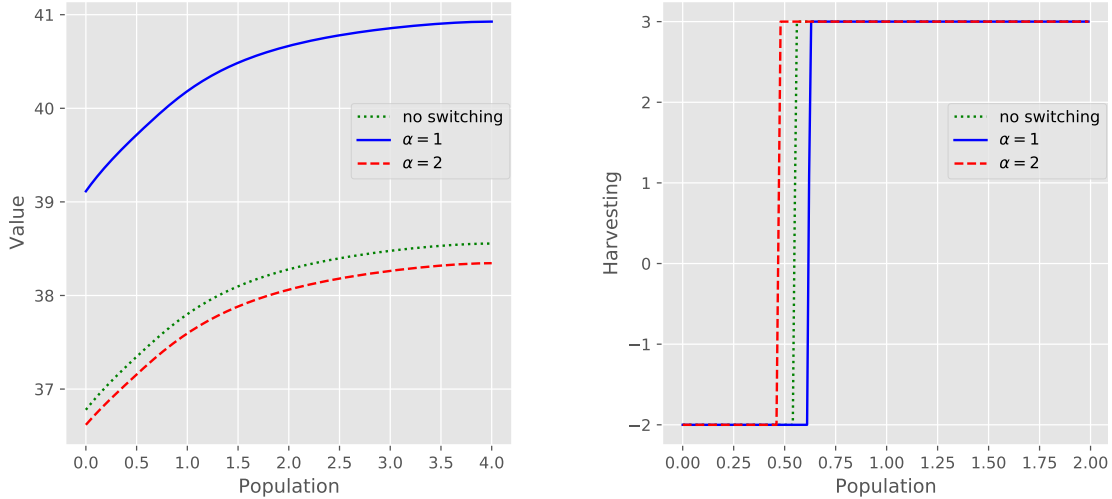 41
40
39
38
37
Value
0.0 0.5 1.0 1.5 2.0 2.5 3.0 3.5 4.0
Population
no switching
α = 1
α = 2
3
2
1
0
−1
−2
Harvesting
0.00 0.25 0.50 0.75 1.00 1.25 1.50 1.75 2.00
Population
no switching
α = 1
α = 2